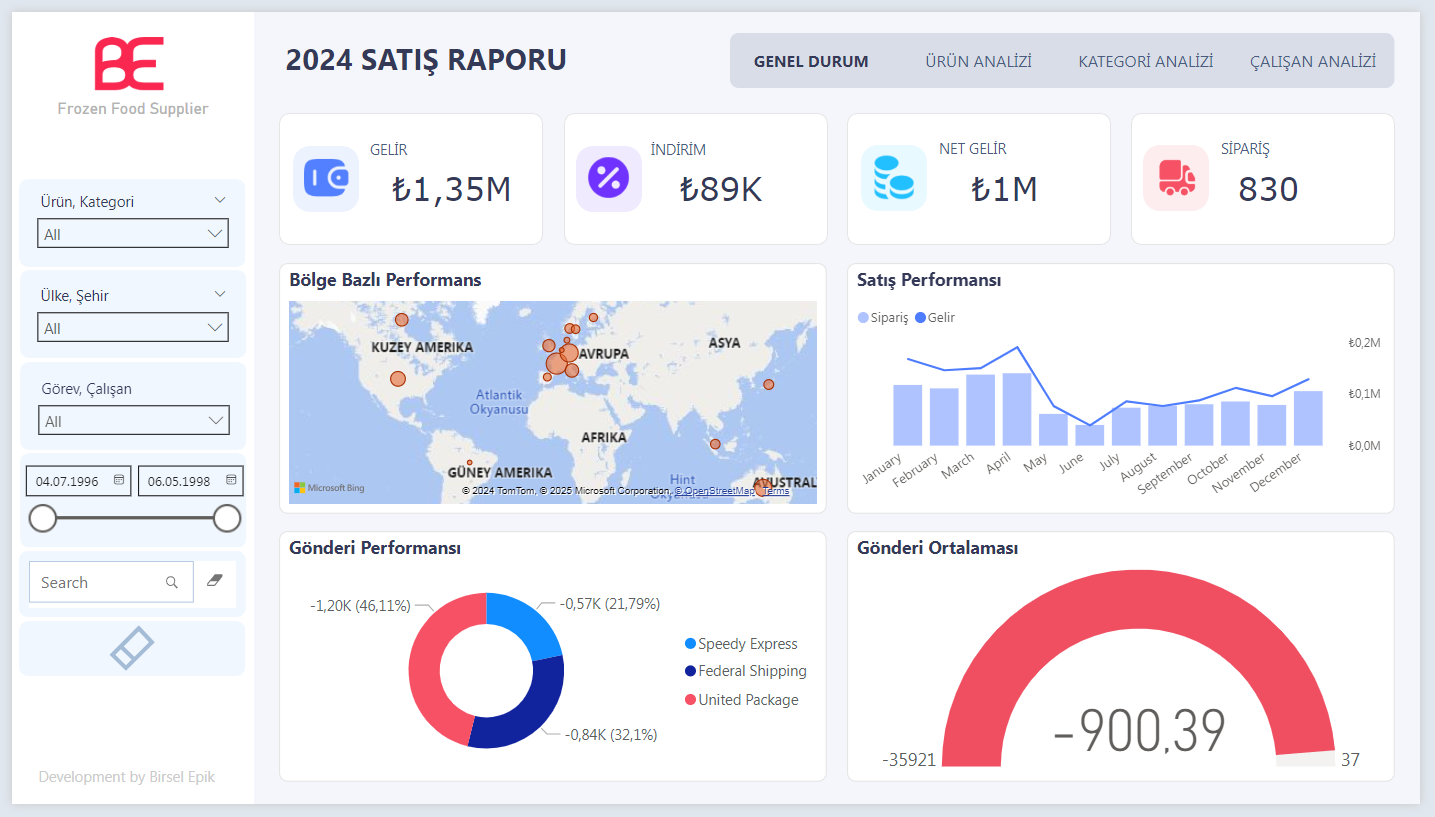 BE
Frozen Food Supplier
2024 SATIŞ RAPORU
GENEL DURUM
ÜRÜN ANALİZİ
KATEGORİ ANALİZİ
ÇALIŞAN ANALİZİ
Ürün, Kategori
All
Ülke, Şehir
All
Görev, Çalışan
All
04.07.1996
06.05.1998
Search
Development by Birsel Epik
GELİR
₺1,35M
İNDİRİM
₺89K
NET GELİR
₺1M
SİPARİŞ
830
Bölge Bazlı Performans
KUZEY AMERIKA
AVRUPA
ASYA
Atlantik
Okyanusu
AFRIKA
GÜNEY AMERIKA
Hint
Okyanusu
AVUSTRAL
Microsoft Bing
© 2024 TomTom, © 2025 Microsoft Corporation, © OpenStreetMap Terms
Satış Performansı
Sipariş
Gelir
₺0,2M
₺0,1M
₺0,0M
January
February
March
April
May
June
July
August
September
October
November
December
Gönderi Performansı
-1,20K (46,11%)
-0,57K (21,79%)
-0,84K (32,1%)
Speedy Express
Federal Shipping
United Package
Gönderi Ortalaması
-900,39
-35921
37